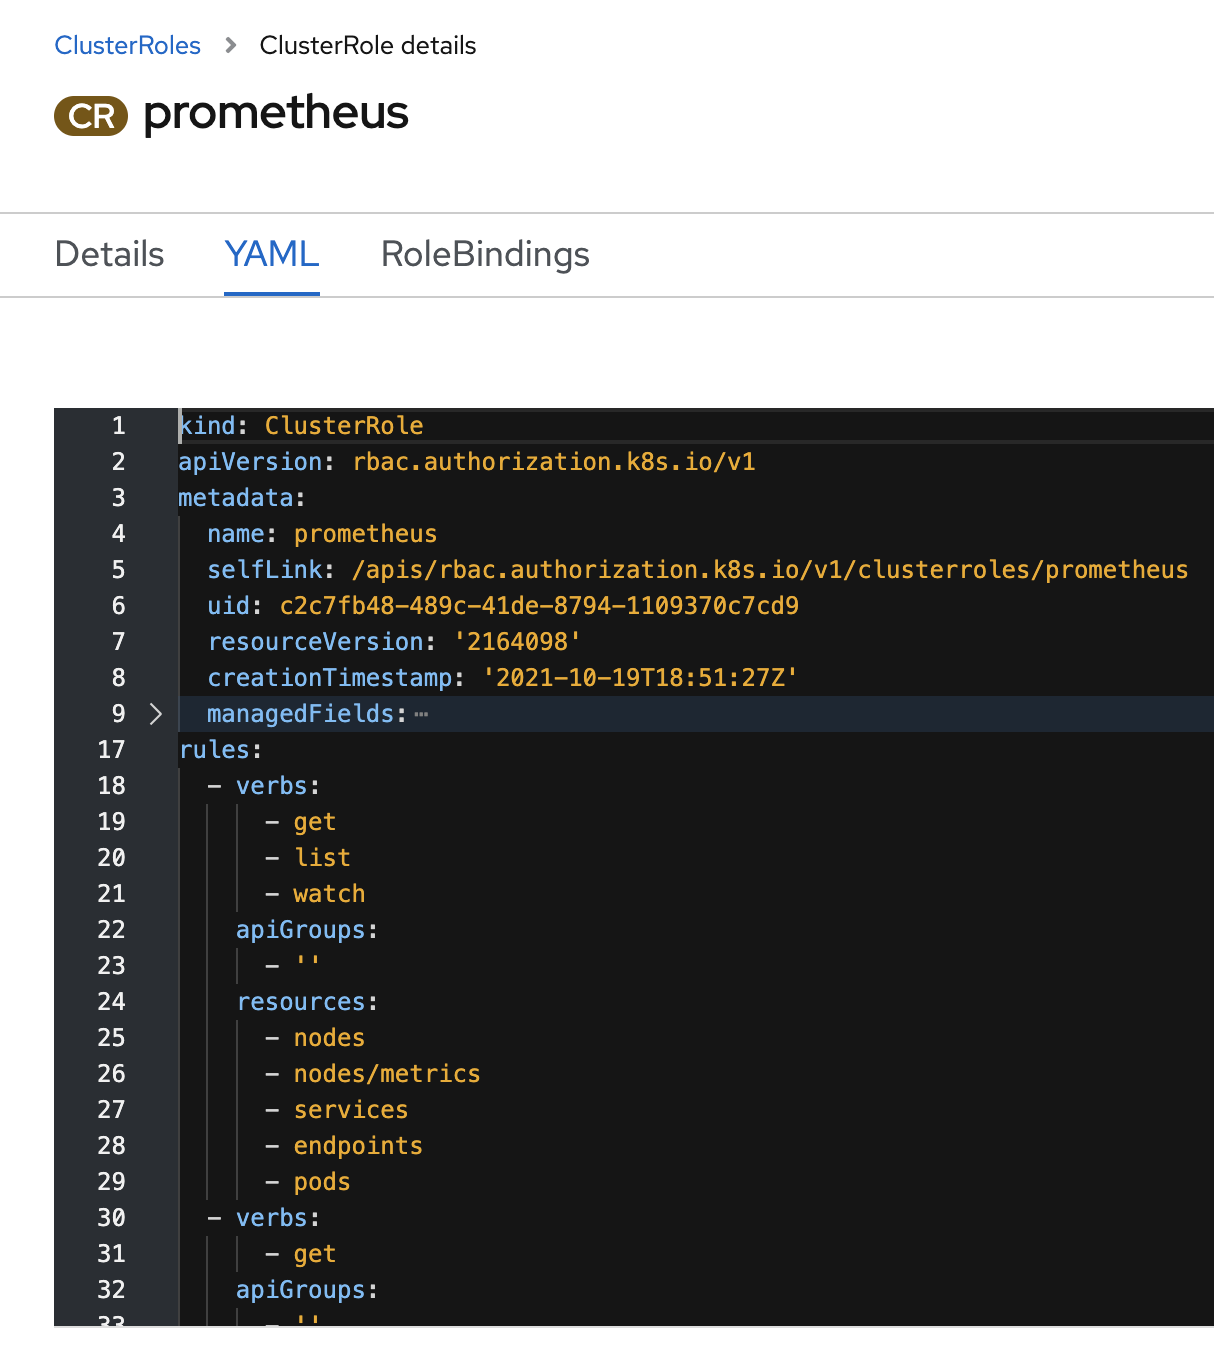 ClusterRoles > ClusterRole details
CR prometheus
Details YAML RoleBindings
1 kind: ClusterRole
2 apiVersion: rbac.authorization.k8s.io/v1
3 metadata:
4   name: prometheus
5   selfLink: /apis/rbac.authorization.k8s.io/v1/clusterroles/prometheus
6   uid: c2c7fb48-489c-41de-8794-1109370c7cd9
7   resourceVersion: '2164098'
8   creationTimestamp: '2021-10-19T18:51:27Z'
9 >   managedFields:⋯
17 rules:
18   - verbs:
19       - get
20       - list
21       - watch
22     apiGroups:
23       - ''
24     resources:
25       - nodes
26       - nodes/metrics
27       - services
28       - endpoints
29       - pods
30   - verbs:
31       - get
32     apiGroups:
33       - ''